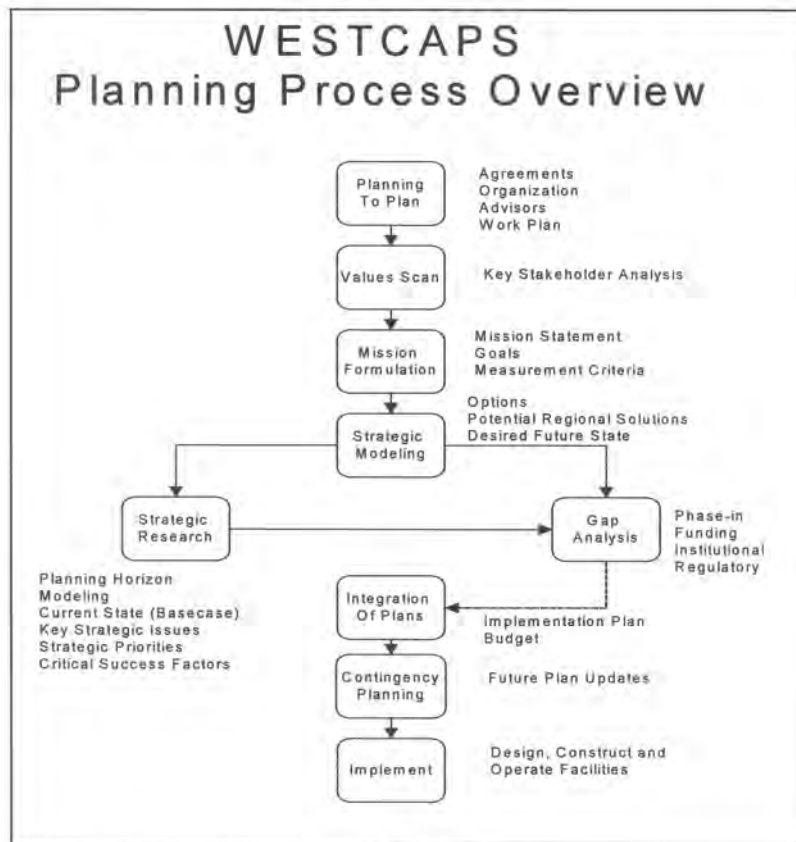 WESTCAPS
Planning Process Overview
Planning
To Plan
Agreements
Organization
Advisors
Work Plan
Values Scan
Key Stakeholder Analysis
Mission
Formulation
Mission Statement
Goals
Measurement Criteria
Strategic
Modeling
Options
Potential Regional Solutions
Desired Future State
Strategic
Research
Gap
Analysis
Phase-in
Funding
Institutional
Regulatory
Planning Horizon
Modeling
Current State (Basecase)
Key Strategic Issues
Strategic Priorities
Critical Success Factors
Integration
Of Plans
Implementation Plan
Budget
Contingency
Planning
Future Plan Updates
Implement
Design, Construct and
Operate Facilities